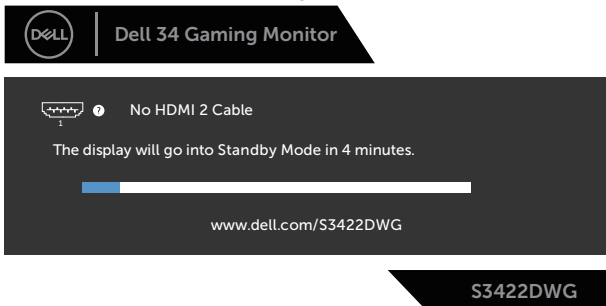 DELL
Dell 34 Gaming Monitor
? No HDMI 2 Cable
1
The display will go into Standby Mode in 4 minutes.
www.dell.com/S3422DWG
S3422DWG